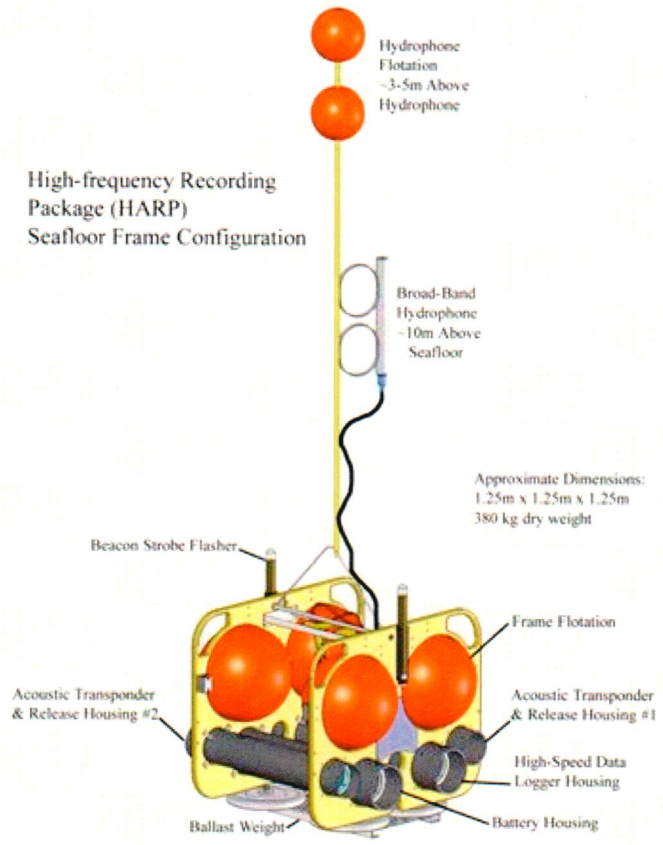 Hydrophone
Flotation
~3-5m Above
Hydrophone
High-frequency Recording
Package (HARP)
Seafloor Frame Configuration
Broad-Band
Hydrophone
~10m Above
Seafloor
Approximate Dimensions:
1.25m x 1.25m x 1.25m
380 kg dry weight
Beacon Strobe Flasher
Frame Flotation
Acoustic Transponder
& Release Housing #2
Acoustic Transponder
& Release Housing #1
High-Speed Data
Logger Housing
Ballast Weight
Battery Housing